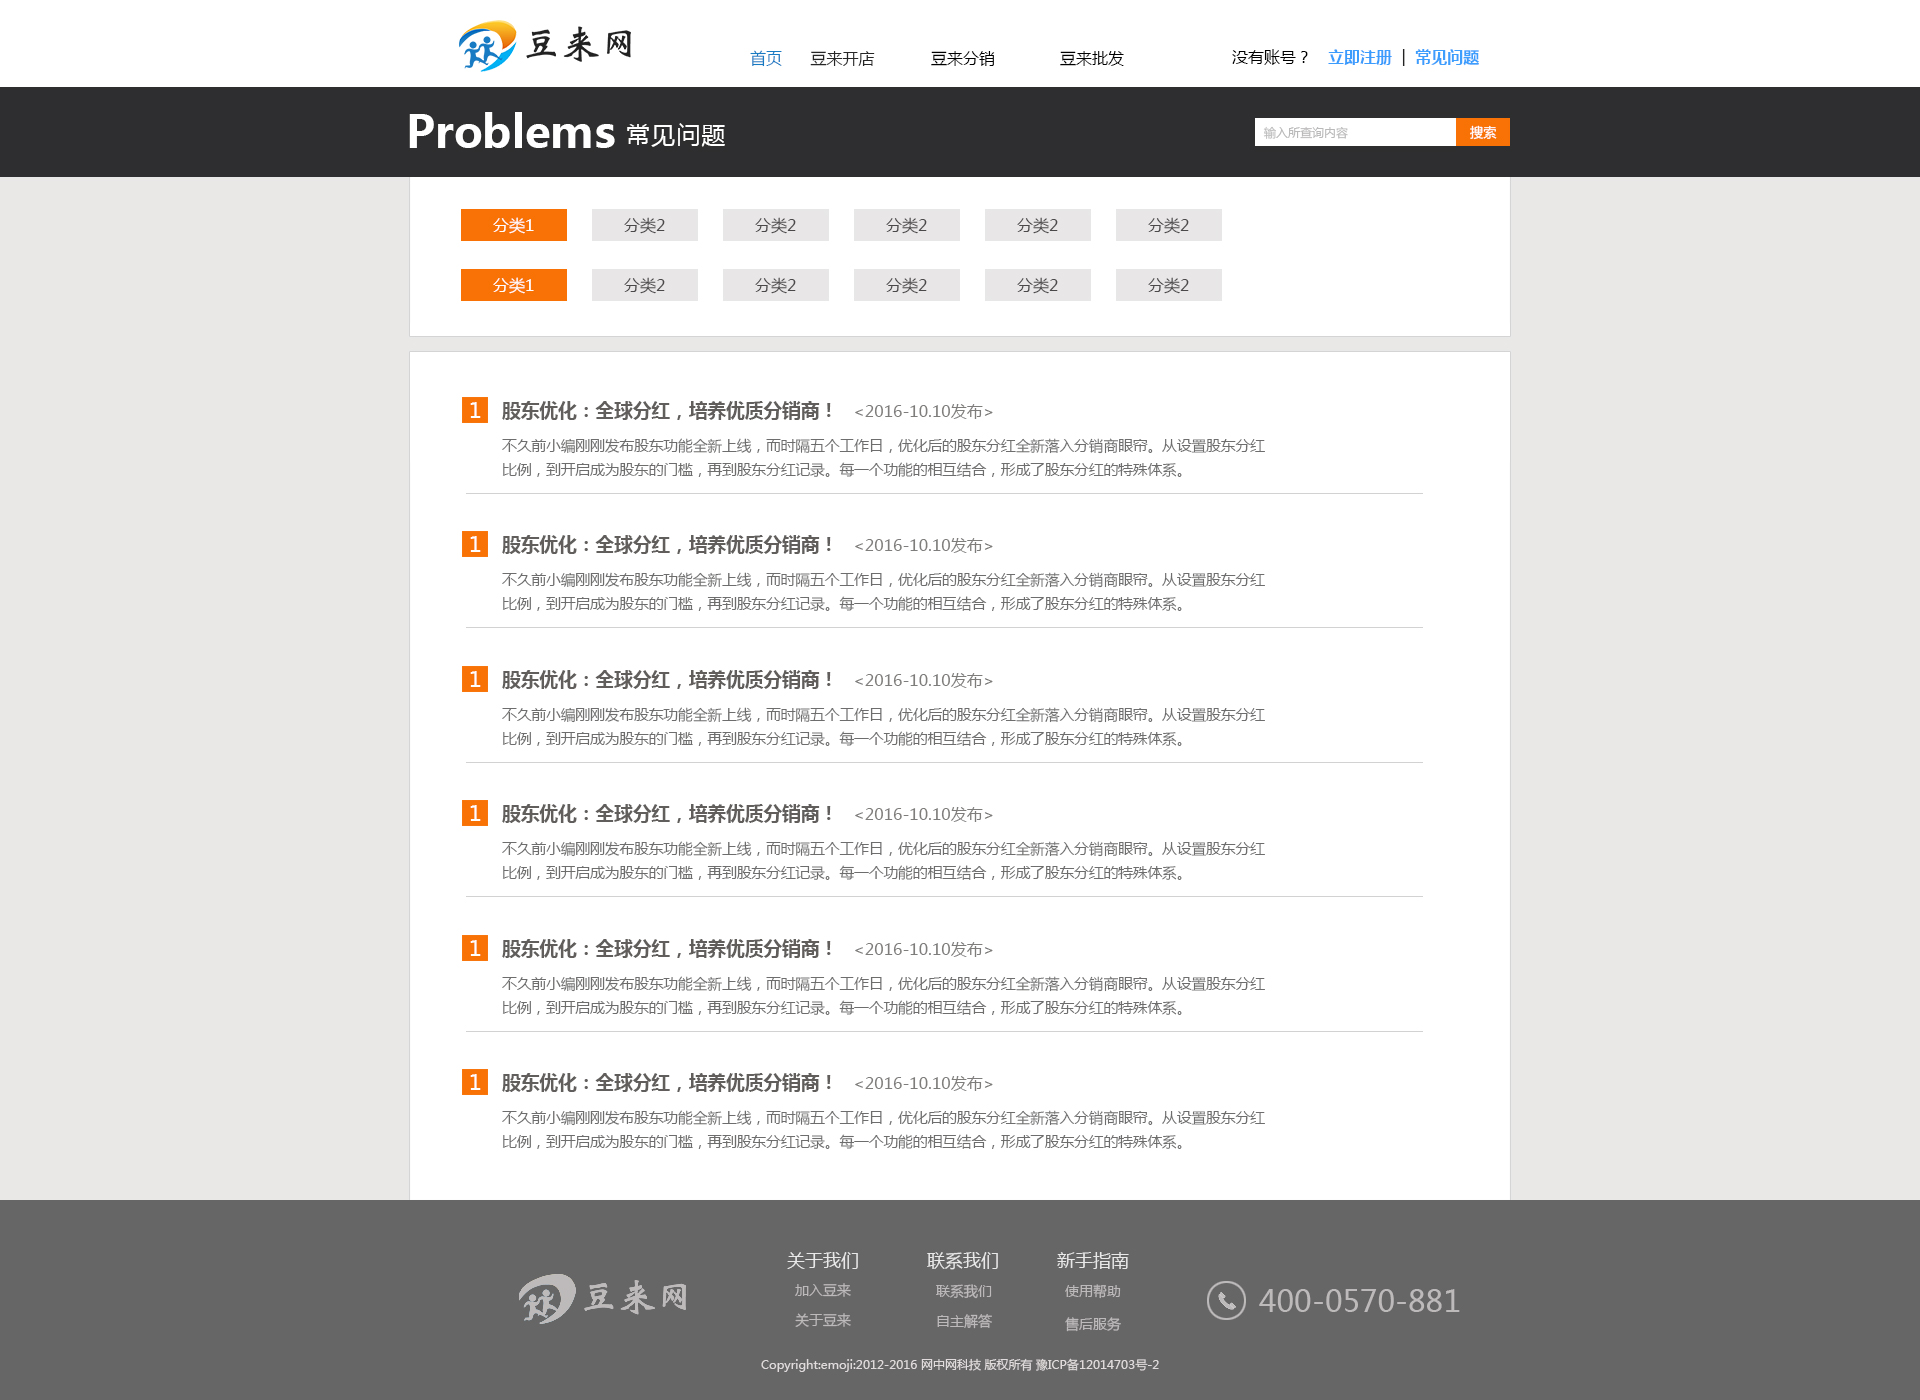 豆来网
首页 豆来开店 豆来分销 豆来批发 没有账号？ 立即注册 | 常见问题
Problems 常见问题
输入所查询内容 搜索
分类1 分类2 分类2 分类2 分类2 分类2
分类1 分类2 分类2 分类2 分类2 分类2
1 股东优化：全球分红，培养优质分销商！ <2016-10.10发布>
不久前小编刚刚发布股东功能全新上线，而时隔五个工作日，优化后的股东分红全新落入分销商眼帘。从设置股东分红
比例，到开启成为股东的门槛，再到股东分红记录。每一个功能的相互结合，形成了股东分红的特殊体系。
1 股东优化：全球分红，培养优质分销商！ <2016-10.10发布>
不久前小编刚刚发布股东功能全新上线，而时隔五个工作日，优化后的股东分红全新落入分销商眼帘。从设置股东分红
比例，到开启成为股东的门槛，再到股东分红记录。每一个功能的相互结合，形成了股东分红的特殊体系。
1 股东优化：全球分红，培养优质分销商！ <2016-10.10发布>
不久前小编刚刚发布股东功能全新上线，而时隔五个工作日，优化后的股东分红全新落入分销商眼帘。从设置股东分红
比例，到开启成为股东的门槛，再到股东分红记录。每一个功能的相互结合，形成了股东分红的特殊体系。
1 股东优化：全球分红，培养优质分销商！ <2016-10.10发布>
不久前小编刚刚发布股东功能全新上线，而时隔五个工作日，优化后的股东分红全新落入分销商眼帘。从设置股东分红
比例，到开启成为股东的门槛，再到股东分红记录。每一个功能的相互结合，形成了股东分红的特殊体系。
1 股东优化：全球分红，培养优质分销商！ <2016-10.10发布>
不久前小编刚刚发布股东功能全新上线，而时隔五个工作日，优化后的股东分红全新落入分销商眼帘。从设置股东分红
比例，到开启成为股东的门槛，再到股东分红记录。每一个功能的相互结合，形成了股东分红的特殊体系。
1 股东优化：全球分红，培养优质分销商！ <2016-10.10发布>
不久前小编刚刚发布股东功能全新上线，而时隔五个工作日，优化后的股东分红全新落入分销商眼帘。从设置股东分红
比例，到开启成为股东的门槛，再到股东分红记录。每一个功能的相互结合，形成了股东分红的特殊体系。
豆来网
关于我们 联系我们 新手指南
加入豆来 联系我们 使用帮助
关于豆来 自主解答 售后服务
400-0570-881
Copyright:emoji:2012-2016 网中网科技 版权所有 豫ICP备12014703号-2